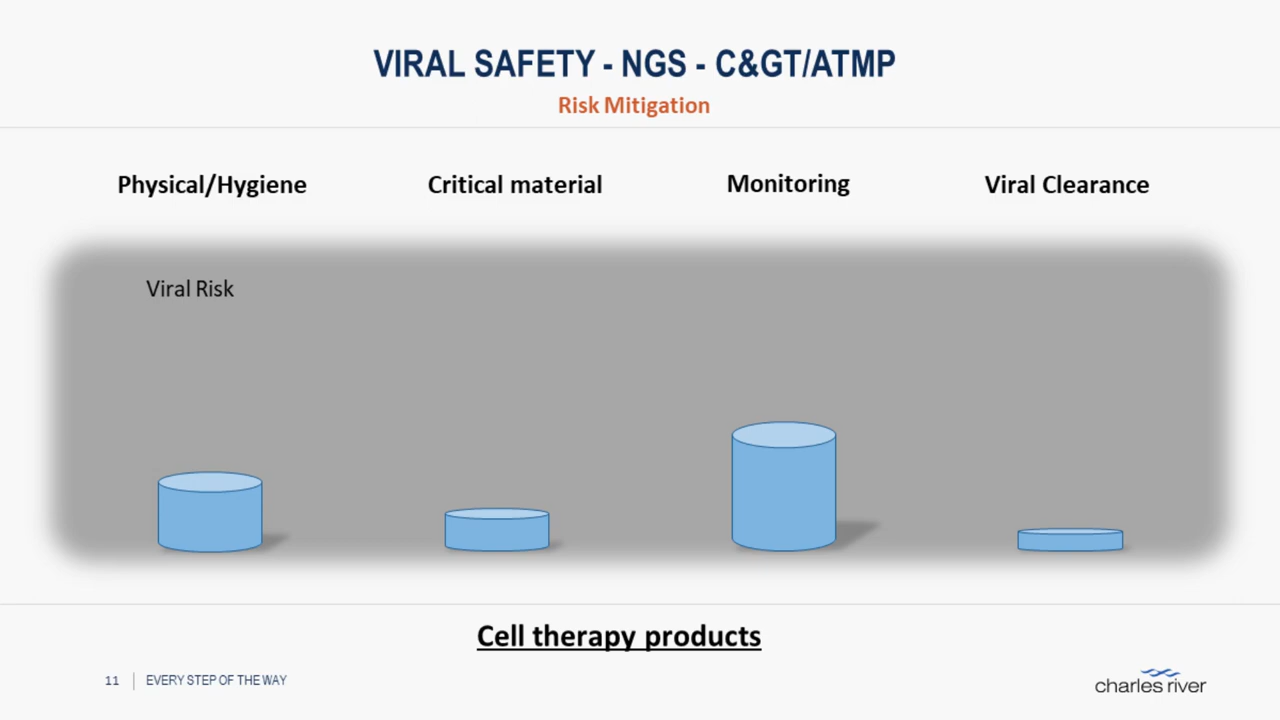 VIRAL SAFETY - NGS - C&GT/ATMP
Risk Mitigation
Physical/Hygiene
Critical material
Monitoring
Viral Clearance
Viral Risk
Cell therapy products
11
EVERY STEP OF THE WAY
charles river